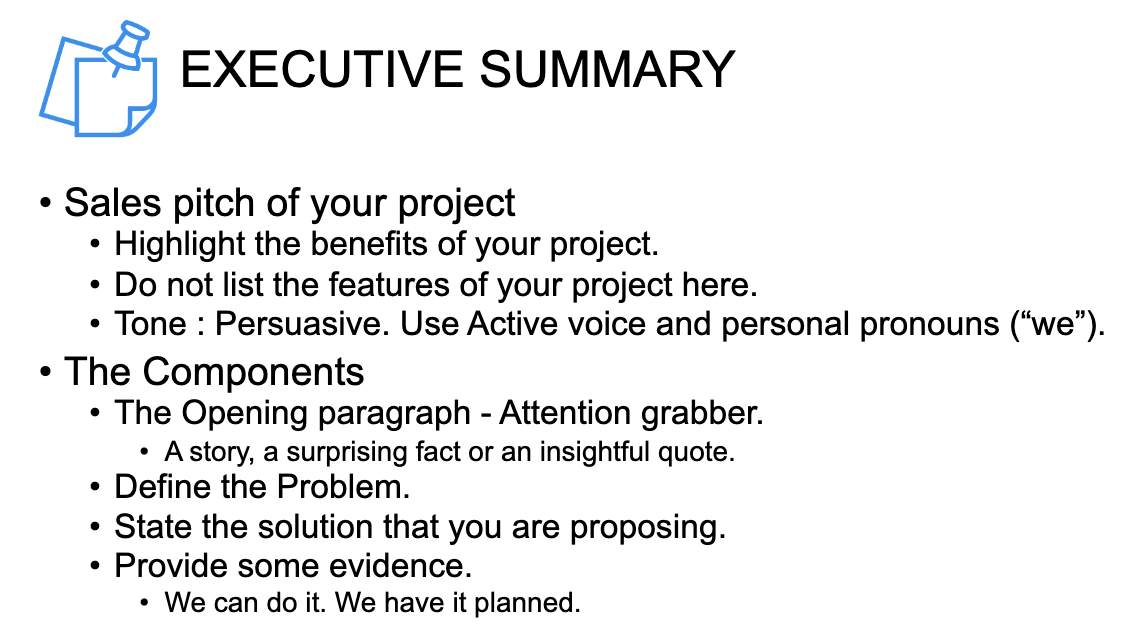 EXECUTIVE SUMMARY
• Sales pitch of your project
• Highlight the benefits of your project.
• Do not list the features of your project here.
• Tone : Persuasive. Use Active voice and personal pronouns (“we”).
• The Components
• The Opening paragraph - Attention grabber.
• A story, a surprising fact or an insightful quote.
• Define the Problem.
• State the solution that you are proposing.
• Provide some evidence.
• We can do it. We have it planned.